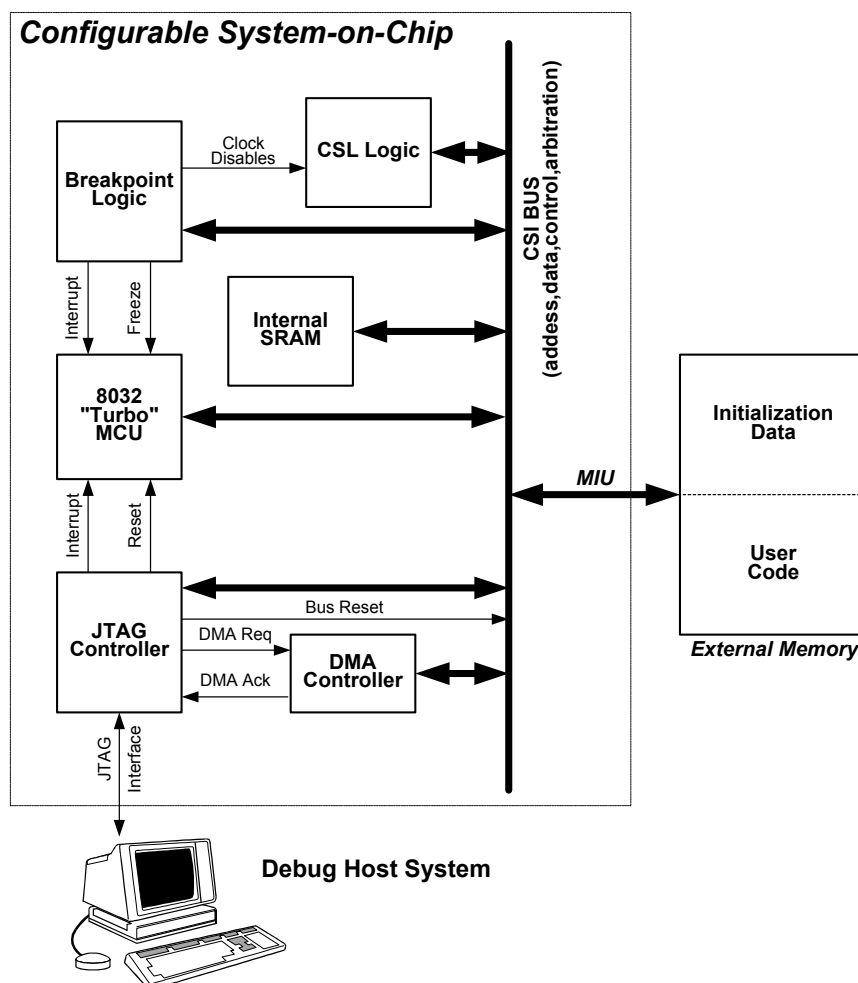 Configurable System-on-Chip
Clock
Disables
CSL Logic
Breakpoint
Logic
CSI BUS
(addess,data,control,arbitration)
Interrupt
Freeze
Internal
SRAM
8032
"Turbo"
MCU
Initialization
Data
MIU
Interrupt
Reset
User
Code
JTAG
Controller
Bus Reset
DMA Req
DMA
Controller
DMA Ack
External Memory
JTAG
Interface
Debug Host System